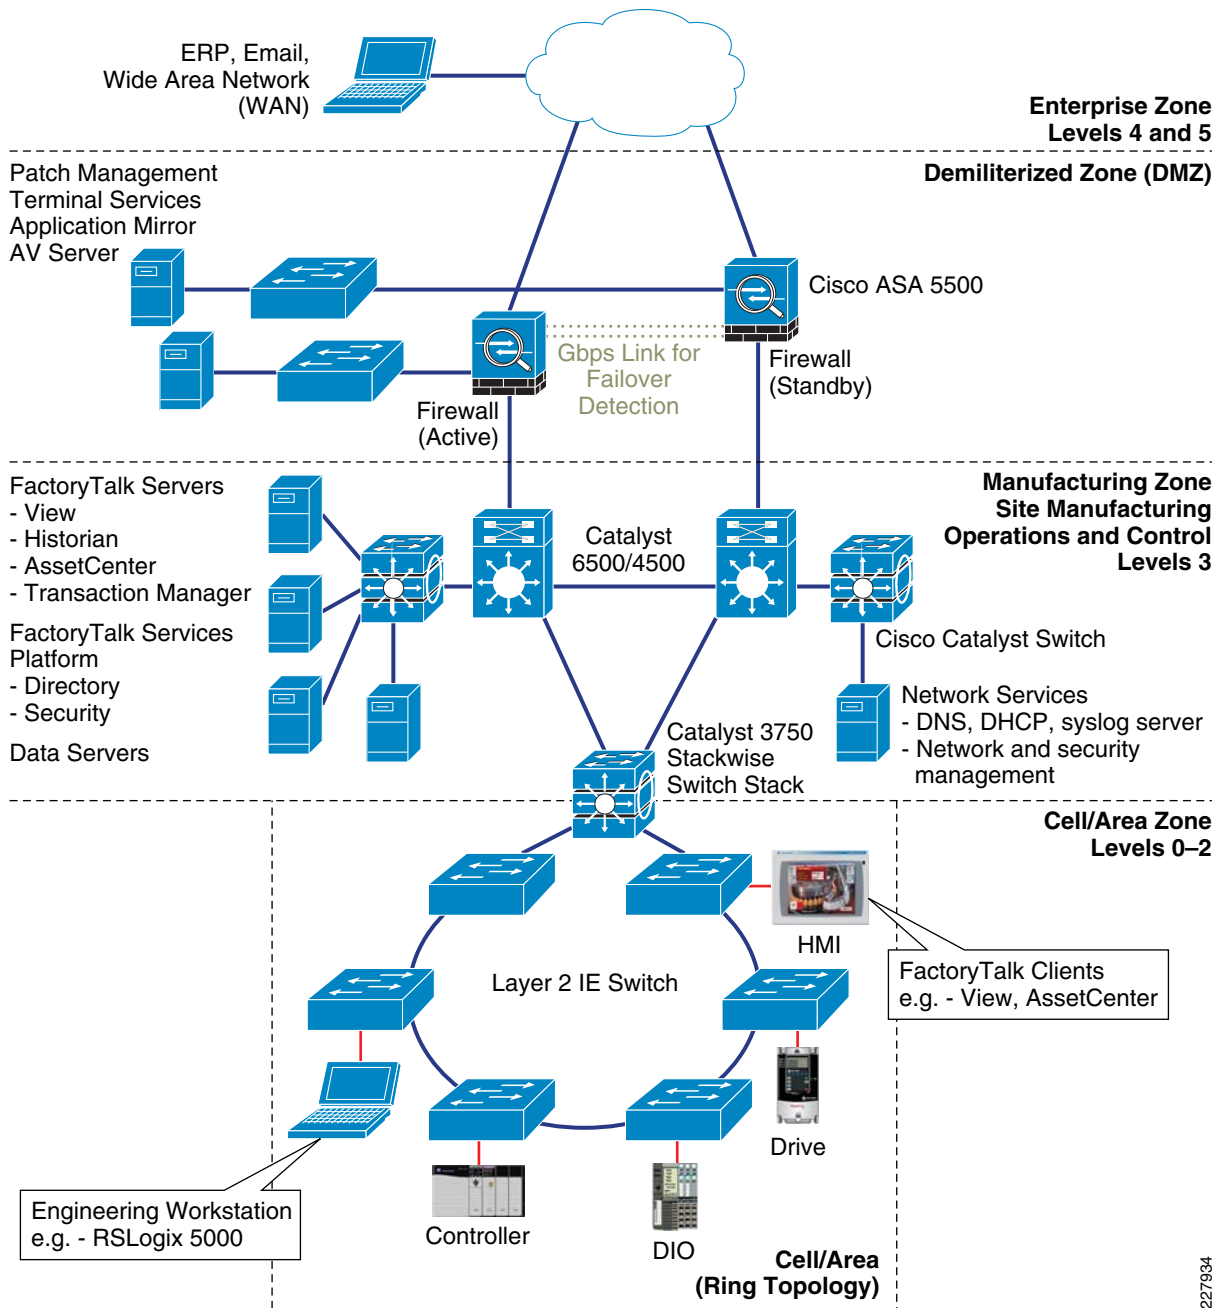 ERP, Email,
Wide Area Network
(WAN)
Enterprise Zone
Levels 4 and 5
Patch Management
Terminal Services
Application Mirror
AV Server
Demiliterized Zone (DMZ)
Cisco ASA 5500
Gbps Link for
Failover
Detection
Firewall
(Standby)
Firewall
(Active)
FactoryTalk Servers
- View
- Historian
- AssetCenter
- Transaction Manager
FactoryTalk Services
Platform
- Directory
- Security
Data Servers
Catalyst
6500/4500
Manufacturing Zone
Site Manufacturing
Operations and Control
Levels 3
Cisco Catalyst Switch
Network Services
- DNS, DHCP, syslog server
- Network and security
management
Catalyst 3750
Stackwise
Switch Stack
Cell/Area Zone
Levels 0–2
HMI
FactoryTalk Clients
e.g. - View, AssetCenter
Layer 2 IE Switch
Drive
Engineering Workstation
e.g. - RSLogix 5000
Controller
DIO
Cell/Area
(Ring Topology)
227934